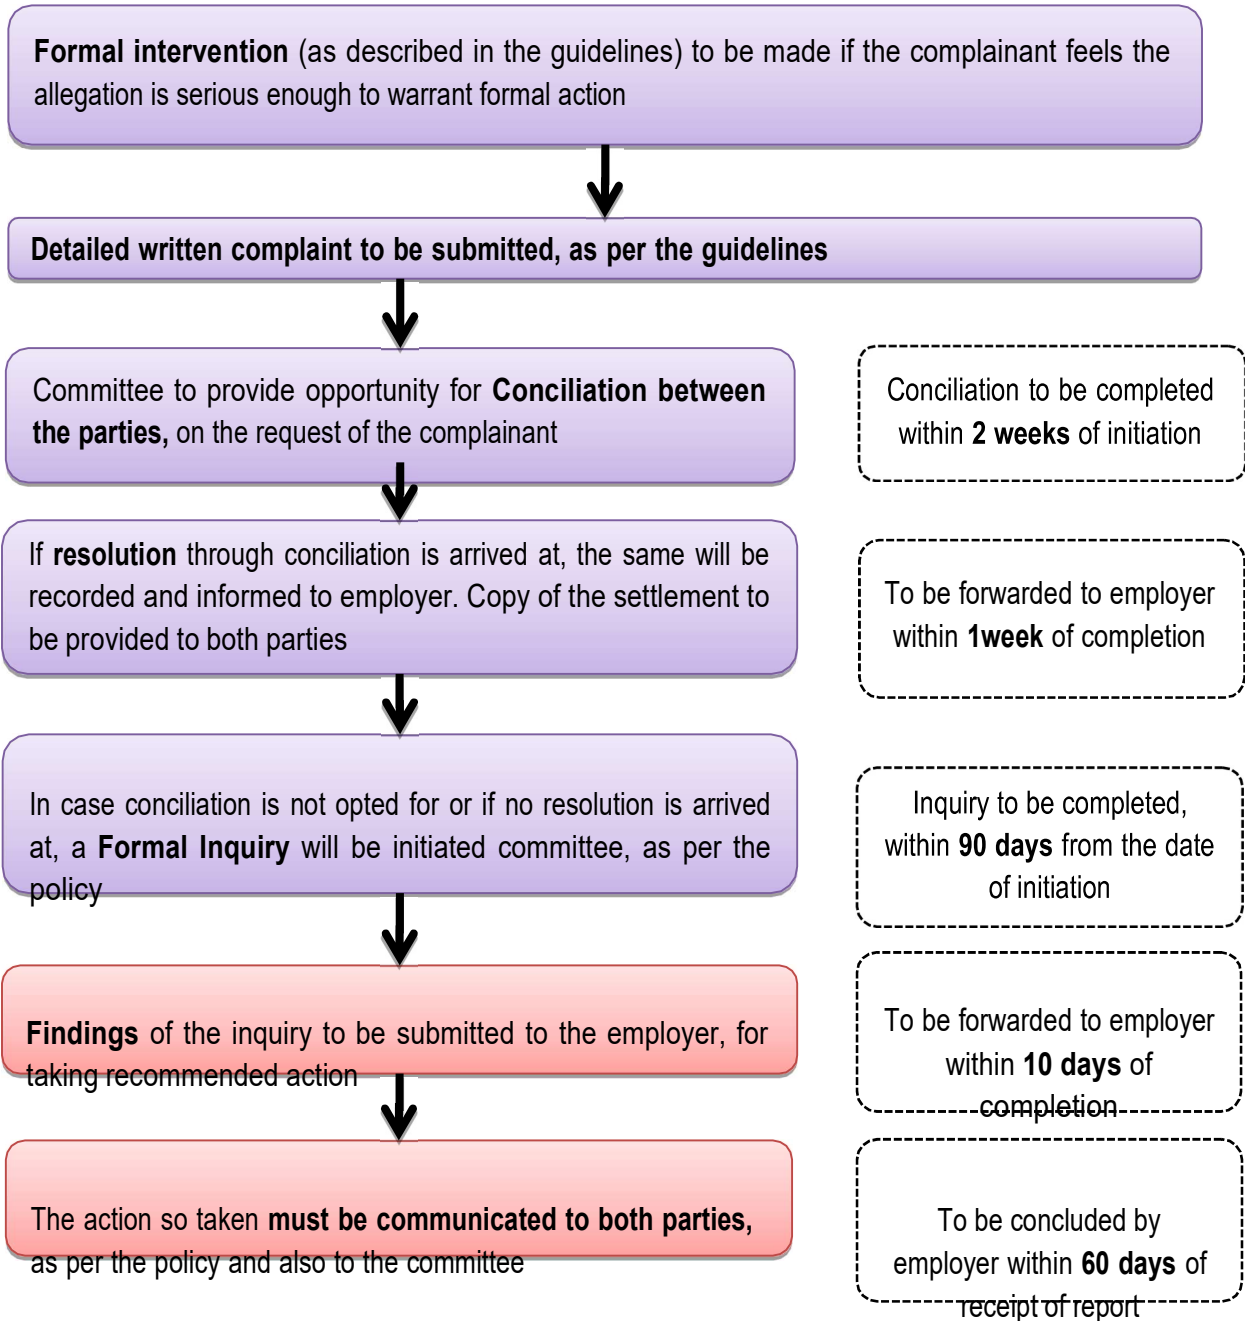 Formal intervention (as described in the guidelines) to be made if the complainant feels the
allegation is serious enough to warrant formal action
Detailed written complaint to be submitted, as per the guidelines
Committee to provide opportunity for Conciliation between
the parties, on the request of the complainant
Conciliation to be completed
within 2 weeks of initiation
If resolution through conciliation is arrived at, the same will be
recorded and informed to employer. Copy of the settlement to
be provided to both parties
To be forwarded to employer
within 1week of completion
In case conciliation is not opted for or if no resolution is arrived
at, a Formal Inquiry will be initiated committee, as per the
policy
Inquiry to be completed,
within 90 days from the date
of initiation
Findings of the inquiry to be submitted to the employer, for
taking recommended action
To be forwarded to employer
within 10 days of
completion
The action so taken must be communicated to both parties,
as per the policy and also to the committee
To be concluded by
employer within 60 days of
receipt of report